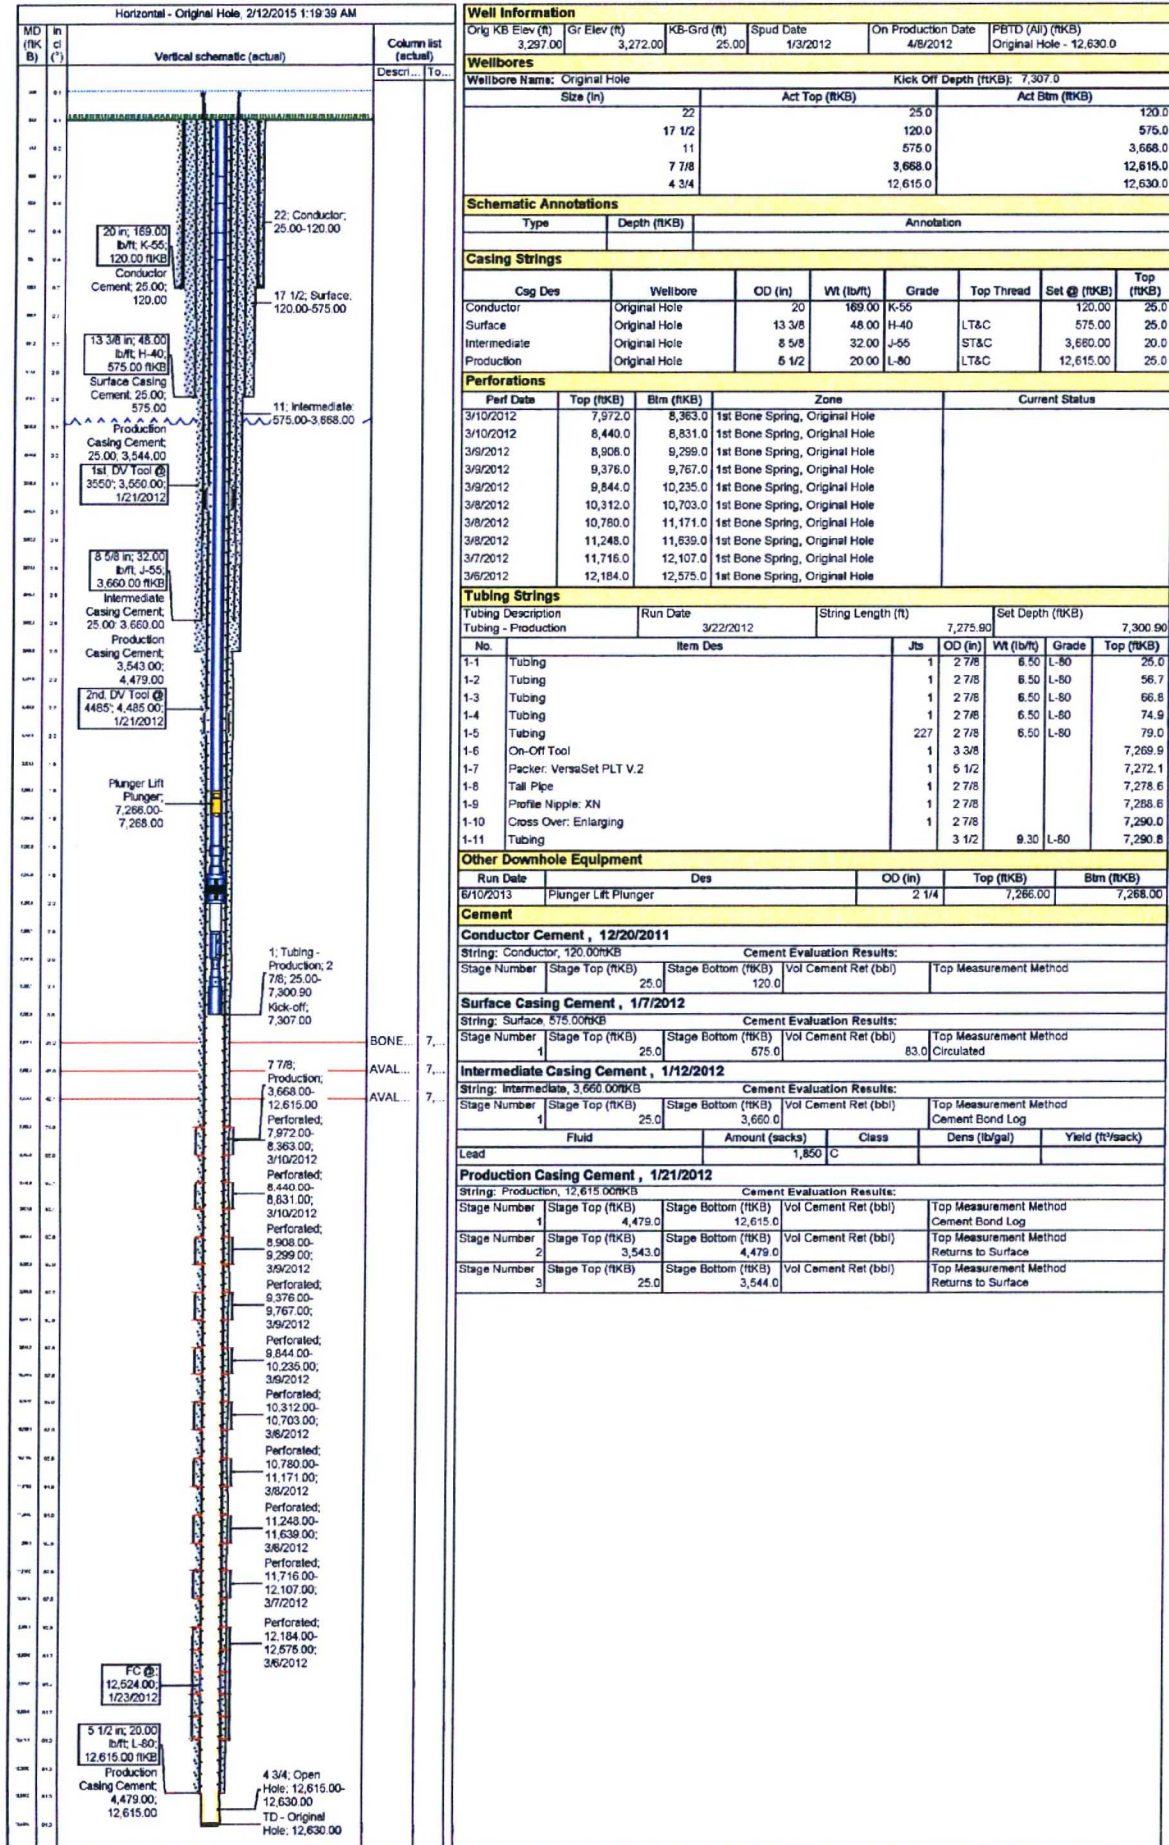 Horizontal - Original Hole, 2/12/2015 1:19:39 AM
MD (ftK B)
In cl (°)
Vertical schematic (actual)
Column list (actual)
Descri... To...
22; Conductor;
25.00-120.00
20 in; 169.00
lb/ft; K-55;
120.00 ftKB
Conductor
Cement; 25.00;
120.00
17 1/2; Surface;
120.00-575.00
13 3/8 in; 48.00
lb/ft; H-40;
575.00 ftKB
Surface Casing
Cement; 25.00;
575.00
11; Intermediate;
575.00-3,668.00
Production
Casing Cement;
25.00; 3,544.00
1st, DV Tool @
3550'; 3,550.00;
1/21/2012
8 5/8 in; 32.00
lb/ft; J-55;
3,660.00 ftKB
Intermediate
Casing Cement;
25.00; 3,660.00
Production
Casing Cement;
3,543.00;
4,479.00
2nd, DV Tool @
4485'; 4,485.00;
1/21/2012
Plunger Lift
Plunger;
7,266.00-
7,268.00
1; Tubing -
Production; 2
7/8; 25.00-
7,300.90
Kick-off;
7,307.00
BONE... 7,...
AVAL... 7,...
AVAL... 7,...
7 7/8;
Production;
3,668.00-
12,615.00
Perforated;
7,972.00-
8,363.00;
3/10/2012
Perforated;
8,440.00-
8,831.00;
3/10/2012
Perforated;
8,908.00-
9,299.00;
3/9/2012
Perforated;
9,376.00-
9,767.00;
3/9/2012
Perforated;
9,844.00-
10,235.00;
3/9/2012
Perforated;
10,312.00-
10,703.00;
3/8/2012
Perforated;
10,780.00-
11,171.00;
3/8/2012
Perforated;
11,248.00-
11,639.00;
3/8/2012
Perforated;
11,716.00-
12,107.00;
3/7/2012
Perforated;
12,184.00-
12,575.00;
3/6/2012
FC @;
12,524.00;
1/23/2012
5 1/2 in; 20.00
lb/ft; L-80;
12,615.00 ftKB
Production
Casing Cement;
4,479.00;
12,615.00
4 3/4; Open
Hole; 12,615.00-
12,630.00
TD - Original
Hole; 12,630.00
Well Information
Orig KB Elev (ft) Gr Elev (ft) KB-Grd (ft) Spud Date On Production Date PBTD (All) (ftKB)
3,297.00 3,272.00 25.00 1/3/2012 4/8/2012 Original Hole - 12,630.0
Wellbores
Wellbore Name: Original Hole Kick Off Depth (ftKB): 7,307.0
Size (in) Act Top (ftKB) Act Btm (ftKB)
22 25.0 120.0
17 1/2 120.0 575.0
11 575.0 3,668.0
7 7/8 3,668.0 12,615.0
4 3/4 12,615.0 12,630.0
Schematic Annotations
Type Depth (ftKB) Annotation
Casing Strings
Csg Des Wellbore OD (in) Wt (lb/ft) Grade Top Thread Set @ (ftKB) Top (ftKB)
Conductor Original Hole 20 169.00 K-55 120.00 25.0
Surface Original Hole 13 3/8 48.00 H-40 LT&C 575.00 25.0
Intermediate Original Hole 8 5/8 32.00 J-55 ST&C 3,660.00 20.0
Production Original Hole 5 1/2 20.00 L-80 LT&C 12,615.00 25.0
Perforations
Perf Date Top (ftKB) Btm (ftKB) Zone Current Status
3/10/2012 7,972.0 8,363.0 1st Bone Spring, Original Hole
3/10/2012 8,440.0 8,831.0 1st Bone Spring, Original Hole
3/9/2012 8,908.0 9,299.0 1st Bone Spring, Original Hole
3/9/2012 9,376.0 9,767.0 1st Bone Spring, Original Hole
3/9/2012 9,844.0 10,235.0 1st Bone Spring, Original Hole
3/8/2012 10,312.0 10,703.0 1st Bone Spring, Original Hole
3/8/2012 10,780.0 11,171.0 1st Bone Spring, Original Hole
3/8/2012 11,248.0 11,639.0 1st Bone Spring, Original Hole
3/7/2012 11,716.0 12,107.0 1st Bone Spring, Original Hole
3/6/2012 12,184.0 12,575.0 1st Bone Spring, Original Hole
Tubing Strings
Tubing Description Run Date String Length (ft) Set Depth (ftKB)
Tubing - Production 3/22/2012 7,275.90 7,300.90
No. Item Des Jts OD (in) Wt (lb/ft) Grade Top (ftKB)
1-1 Tubing 1 2 7/8 6.50 L-80 25.0
1-2 Tubing 1 2 7/8 6.50 L-80 56.7
1-3 Tubing 1 2 7/8 6.50 L-80 66.8
1-4 Tubing 1 2 7/8 6.50 L-80 74.9
1-5 Tubing 227 2 7/8 6.50 L-80 79.0
1-6 On-Off Tool 1 3 3/8 7,269.9
1-7 Packer: VersaSet PLT V.2 1 5 1/2 7,272.1
1-8 Tail Pipe 1 2 7/8 7,278.6
1-9 Profile Nipple: XN 1 2 7/8 7,288.6
1-10 Cross Over: Enlarging 1 2 7/8 7,290.0
1-11 Tubing 3 1/2 9.30 L-80 7,290.8
Other Downhole Equipment
Run Date Des OD (in) Top (ftKB) Btm (ftKB)
6/10/2013 Plunger Lift Plunger 2 1/4 7,266.00 7,268.00
Cement
Conductor Cement , 12/20/2011
String: Conductor, 120.00ftKB Cement Evaluation Results:
Stage Number Stage Top (ftKB) Stage Bottom (ftKB) Vol Cement Ret (bbl) Top Measurement Method
25.0 120.0
Surface Casing Cement , 1/7/2012
String: Surface, 575.00ftKB Cement Evaluation Results:
Stage Number Stage Top (ftKB) Stage Bottom (ftKB) Vol Cement Ret (bbl) Top Measurement Method
1 25.0 575.0 83.0 Circulated
Intermediate Casing Cement , 1/12/2012
String: Intermediate, 3,660.00ftKB Cement Evaluation Results:
Stage Number Stage Top (ftKB) Stage Bottom (ftKB) Vol Cement Ret (bbl) Top Measurement Method
1 25.0 3,660.0 Cement Bond Log
Fluid Amount (sacks) Class Dens (lb/gal) Yield (ft³/sack)
Lead 1,850 C
Production Casing Cement , 1/21/2012
String: Production, 12,615.00ftKB Cement Evaluation Results:
Stage Number Stage Top (ftKB) Stage Bottom (ftKB) Vol Cement Ret (bbl) Top Measurement Method
1 4,479.0 12,615.0 Cement Bond Log
Stage Number Stage Top (ftKB) Stage Bottom (ftKB) Vol Cement Ret (bbl) Top Measurement Method
2 3,543.0 4,479.0 Returns to Surface
Stage Number Stage Top (ftKB) Stage Bottom (ftKB) Vol Cement Ret (bbl) Top Measurement Method
3 25.0 3,544.0 Returns to Surface